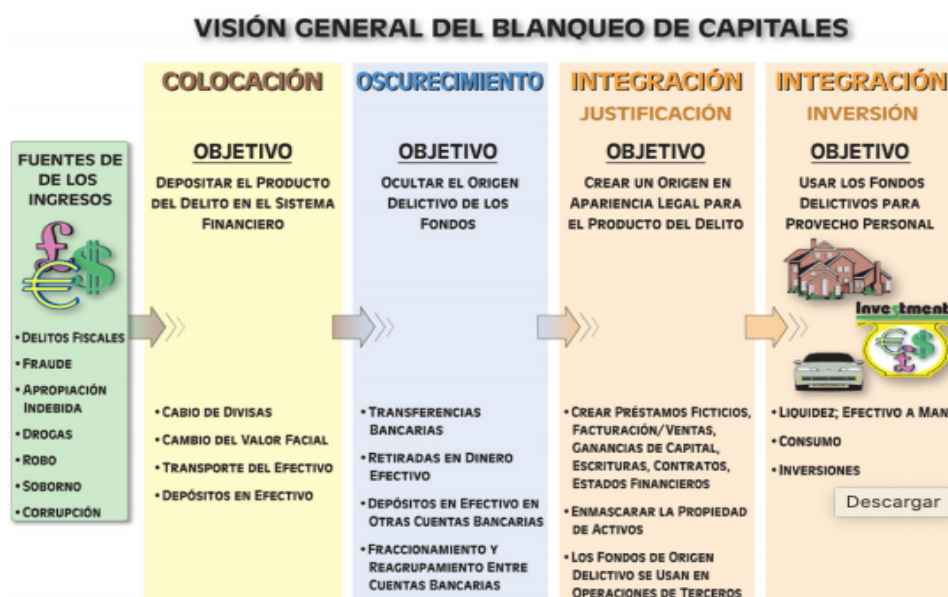 VISIÓN GENERAL DEL BLANQUEO DE CAPITALES
FUENTES DE
DE LOS
INGRESOS
• DELITOS FISCALES
• FRAUDE
• APROPIACIÓN
INDEBIDA
• DROGAS
• ROBO
• SOBORNO
• CORRUPCIÓN
COLOCACIÓN
OBJETIVO
DEPOSITAR EL PRODUCTO
DEL DELITO EN EL SISTEMA
FINANCIERO
• CABIO DE DIVISAS
• CAMBIO DEL VALOR FACIAL
• TRANSPORTE DEL EFECTIVO
• DEPÓSITOS EN EFECTIVO
OSCURECIMIENTO
OBJETIVO
OCULTAR EL ORIGEN
DELICTIVO DE LOS
FONDOS
• TRANSFERENCIAS
BANCARIAS
• RETIRADAS EN DINERO
EFECTIVO
• DEPÓSITOS EN EFECTIVO EN
OTRAS CUENTAS BANCARIAS
• FRACCIONAMIENTO Y
REAGRUPAMIENTO ENTRE
CUENTAS BANCARIAS
INTEGRACIÓN
JUSTIFICACIÓN
OBJETIVO
CREAR UN ORIGEN EN
APARIENCIA LEGAL PARA
EL PRODUCTO DEL DELITO
• CREAR PRÉSTAMOS FICTICIOS,
FACTURACIÓN/VENTAS,
GANANCIAS DE CAPITAL,
ESCRITURAS, CONTRATOS,
ESTADOS FINANCIEROS
• ENMASCARAR LA PROPIEDAD
DE ACTIVOS
• LOS FONDOS DE ORIGEN
DELICTIVO SE USAN EN
OPERACIONES DE TERCEROS
INTEGRACIÓN
INVERSIÓN
OBJETIVO
USAR LOS FONDOS
DELICTIVOS PARA
PROVECHO PERSONAL
Investment
• LIQUIDEZ; EFECTIVO A MAN
• CONSUMO
• INVERSIONES
Descargar